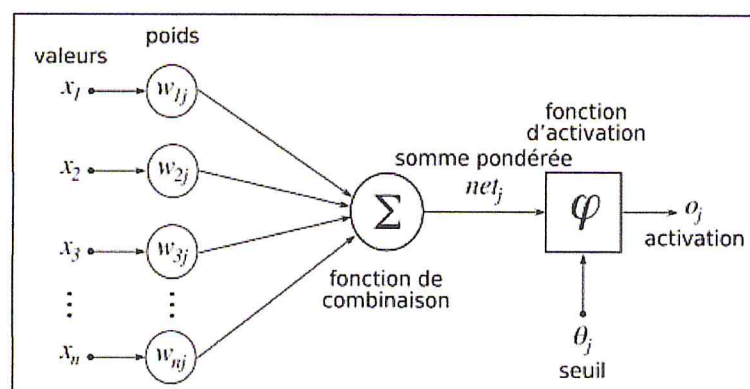 poids
valeurs
x1 w1j
fonction
d'activation
x2 w2j
somme pondérée
netj
Σ
φ
oj
activation
x3 w3j
fonction de
combinaison
⋮ ⋮
xn wnj
θj
seuil